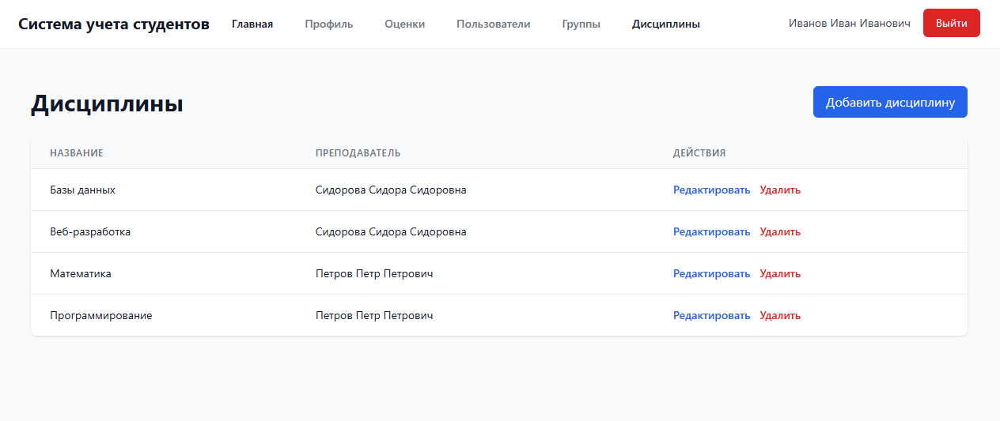 Система учета студентов Главная Профиль Оценки Пользователи Группы Дисциплины Иванов Иван Иванович Выйти
Дисциплины Добавить дисциплину
НАЗВАНИЕ ПРЕПОДАВАТЕЛЬ ДЕЙСТВИЯ
Базы данных Сидорова Сидора Сидоровна Редактировать Удалить
Веб-разработка Сидорова Сидора Сидоровна Редактировать Удалить
Математика Петров Петр Петрович Редактировать Удалить
Программирование Петров Петр Петрович Редактировать Удалить